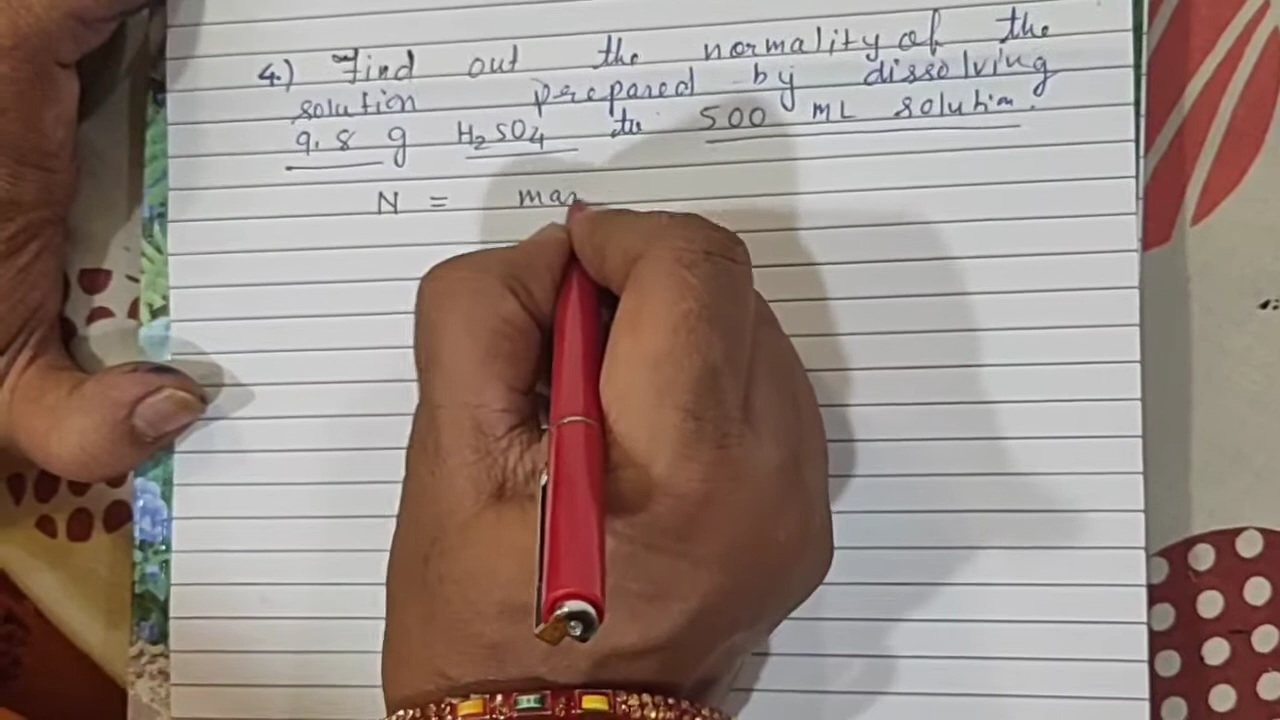 4.) Find out the normality of the
solution prepared by dissolving
9.8 g H₂SO₄ to 500 mL solution.
N = mas